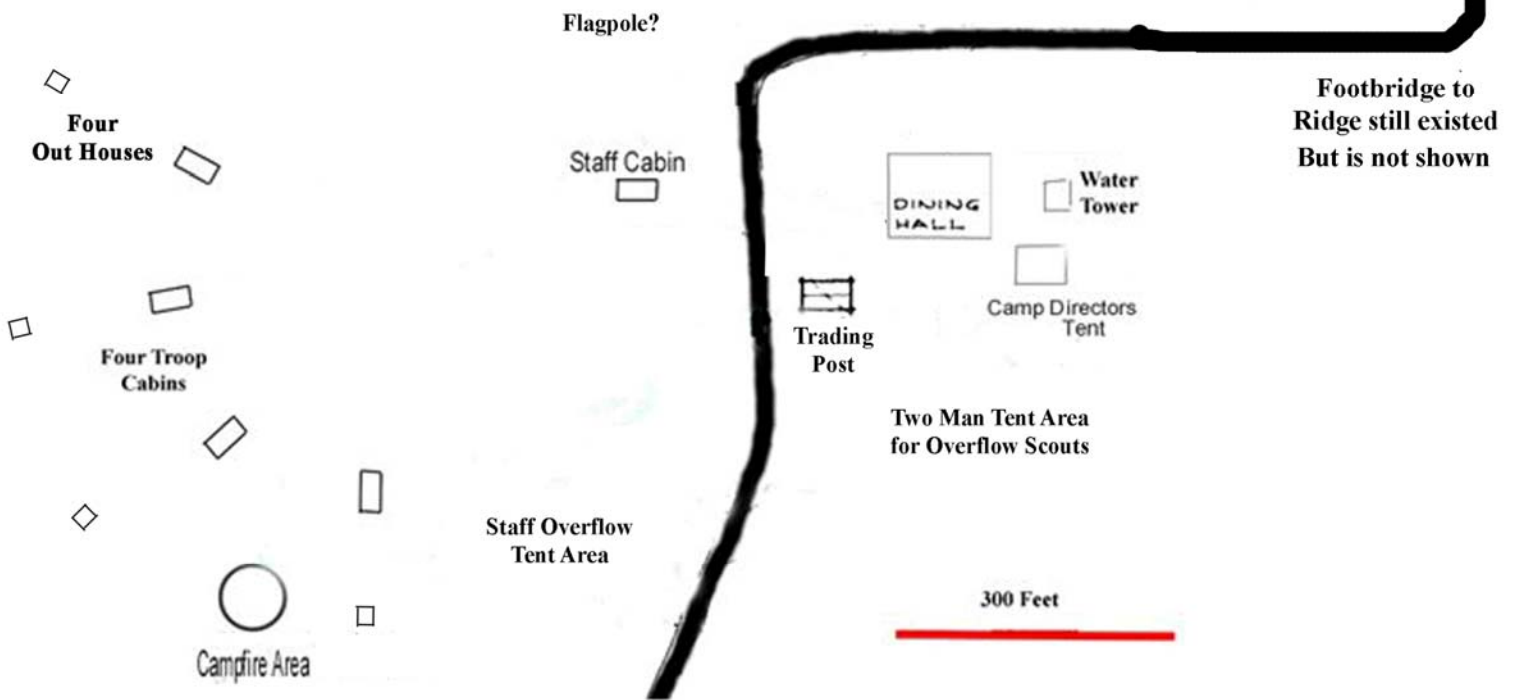 Flagpole?
Four
Out Houses
Footbridge to
Ridge still existed
But is not shown
Staff Cabin
DINING
HALL
Water
Tower
Camp Directors
Tent
Trading
Post
Four Troop
Cabins
Two Man Tent Area
for Overflow Scouts
Staff Overflow
Tent Area
300 Feet
Campfire Area